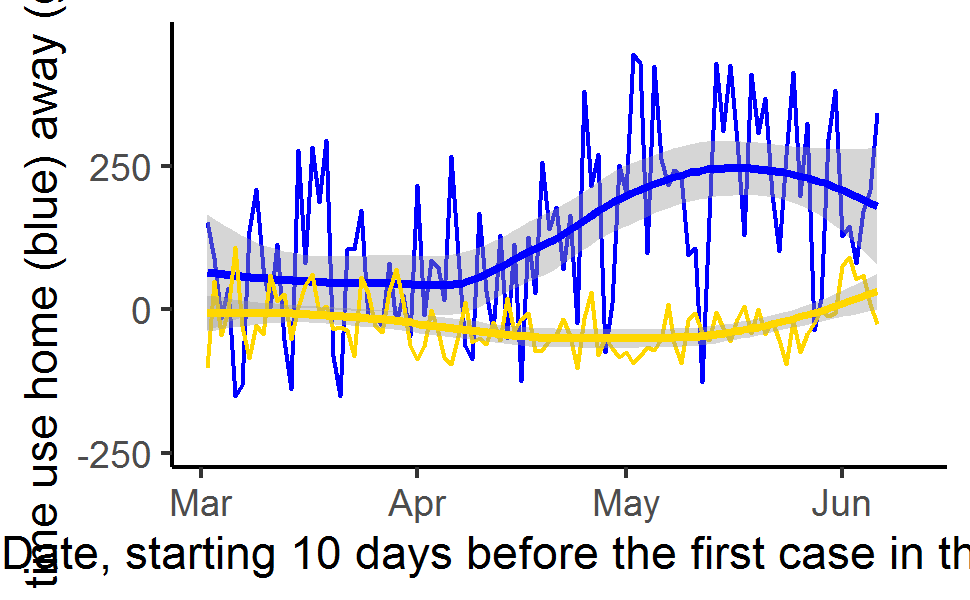 time use home (blue) away (
250
0
-250
Mar Apr May Jun
Date, starting 10 days before the first case in th